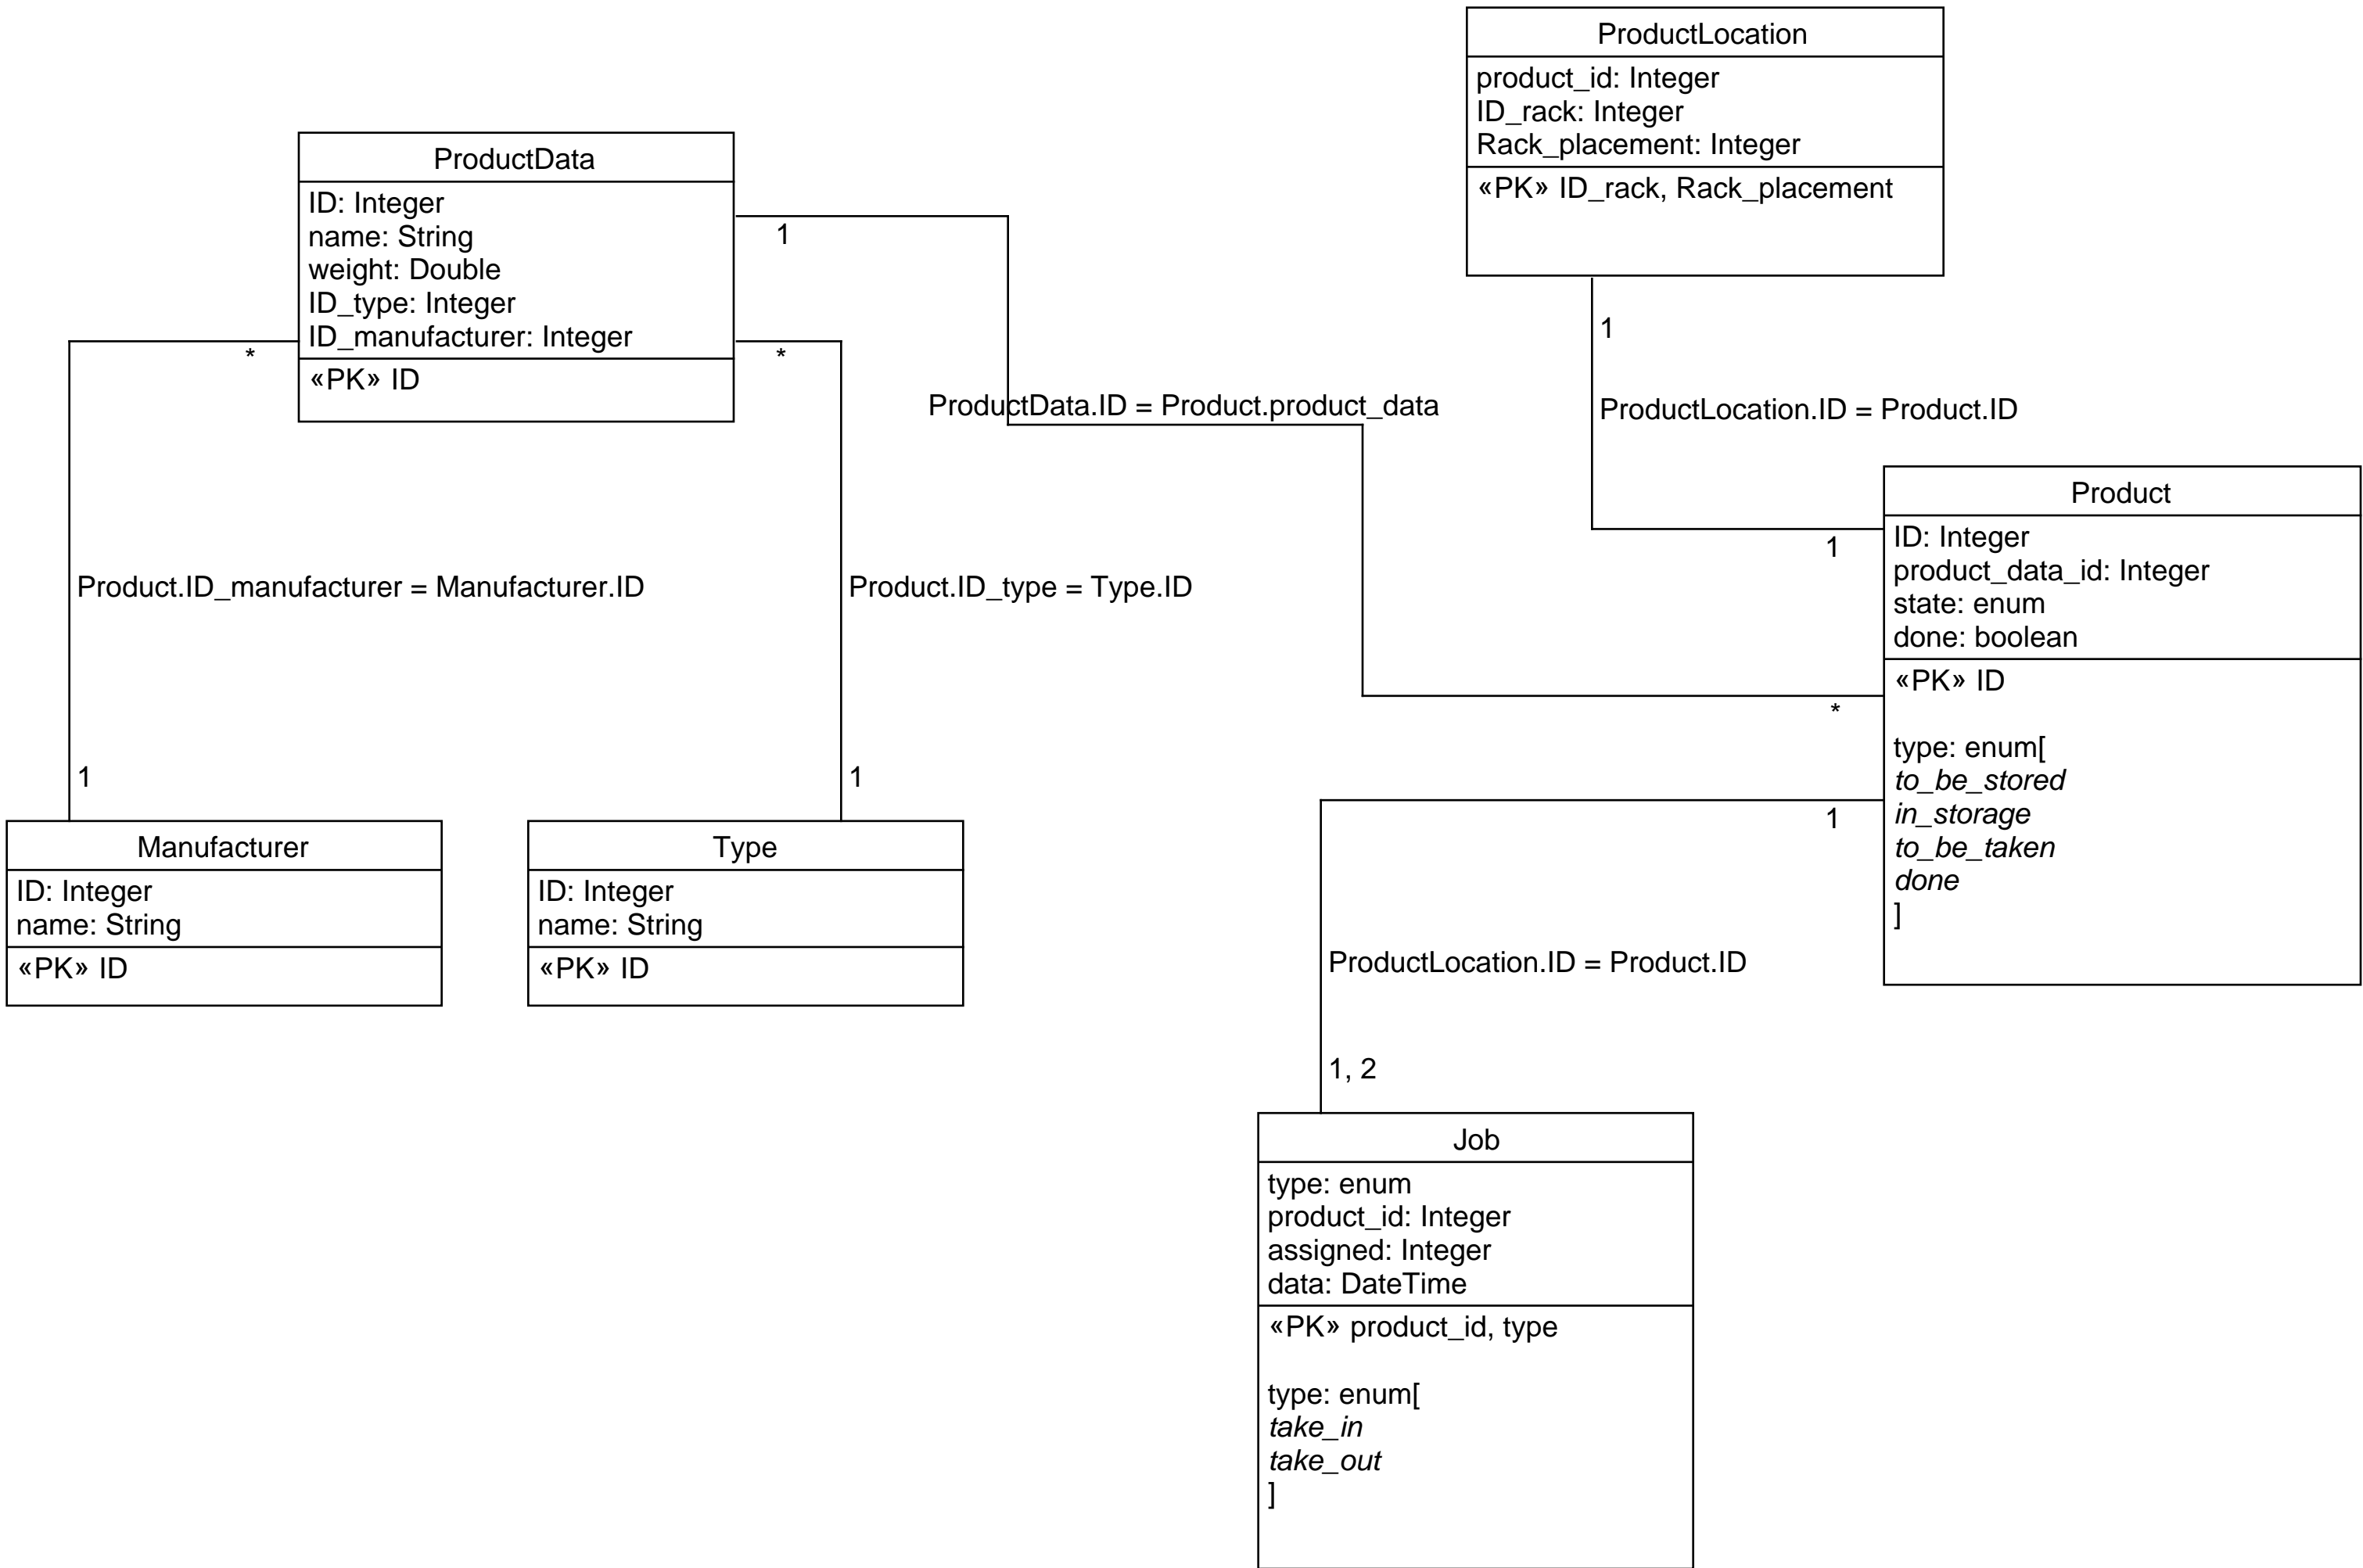 ProductLocation
product_id: Integer
ID_rack: Integer
Rack_placement: Integer
«PK» ID_rack, Rack_placement
ProductData
ID: Integer
name: String
weight: Double
ID_type: Integer
ID_manufacturer: Integer
«PK» ID
1
*
*
1
ProductData.ID = Product.product_data
ProductLocation.ID = Product.ID
1
Product
ID: Integer
product_data_id: Integer
state: enum
done: boolean
«PK» ID
type: enum[
to_be_stored
in_storage
to_be_taken
done
]
Product.ID_manufacturer = Manufacturer.ID
Product.ID_type = Type.ID
*
1
1
1
Manufacturer
ID: Integer
name: String
«PK» ID
Type
ID: Integer
name: String
«PK» ID
ProductLocation.ID = Product.ID
1, 2
Job
type: enum
product_id: Integer
assigned: Integer
data: DateTime
«PK» product_id, type
type: enum[
take_in
take_out
]